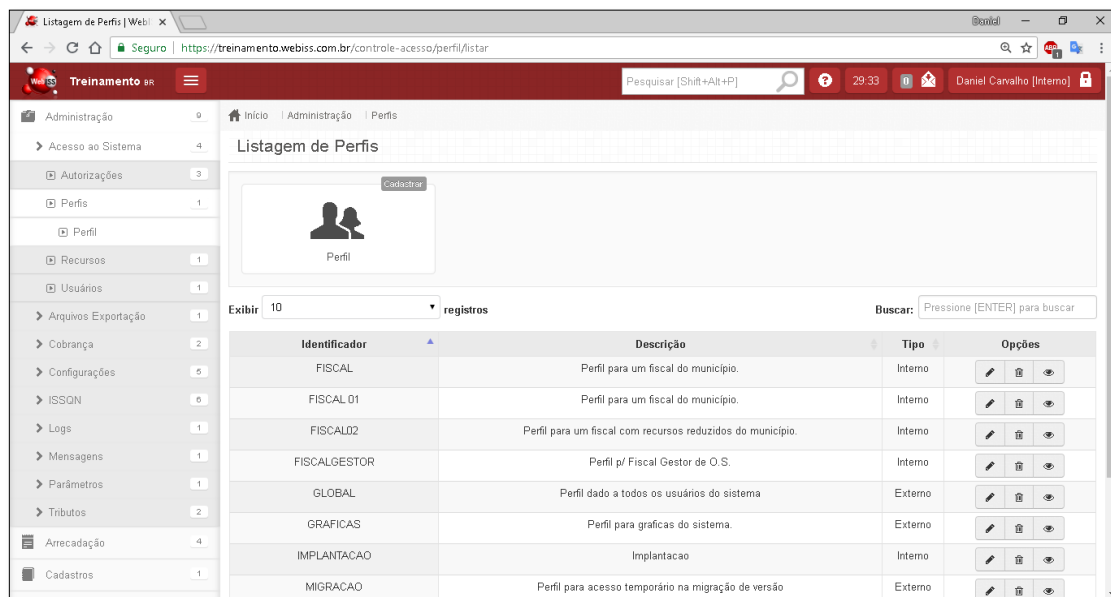 Listagem de Perfis | WebI
Daniel
Seguro | https://treinamento.webiss.com.br/controle-acesso/perfil/listar
WebISS Treinamento BR
Pesquisar [Shift+Alt+P]
29:33
0
Daniel Carvalho [Interno]
Administração 9
Acesso ao Sistema 4
Autorizações 3
Perfis 1
Perfil
Recursos 1
Usuários 1
Arquivos Exportação 1
Cobrança 2
Configurações 5
ISSQN 6
Logs 1
Mensagens 1
Parâmetros 1
Tributos 2
Arrecadação 4
Cadastros 1
Início | Administração | Perfis
Listagem de Perfis
Cadastrar
Perfil
Exibir 10 registros
Buscar: Pressione [ENTER] para buscar
Identificador Descrição Tipo Opções
FISCAL Perfil para um fiscal do município. Interno
FISCAL 01 Perfil para um fiscal do município. Interno
FISCAL02 Perfil para um fiscal com recursos reduzidos do município. Interno
FISCALGESTOR Perfil p/ Fiscal Gestor de O.S. Interno
GLOBAL Perfil dado a todos os usuários do sistema Externo
GRAFICAS Perfil para graficas do sistema. Externo
IMPLANTACAO Implantacao Interno
MIGRACAO Perfil para acesso temporário na migração de versão Externo